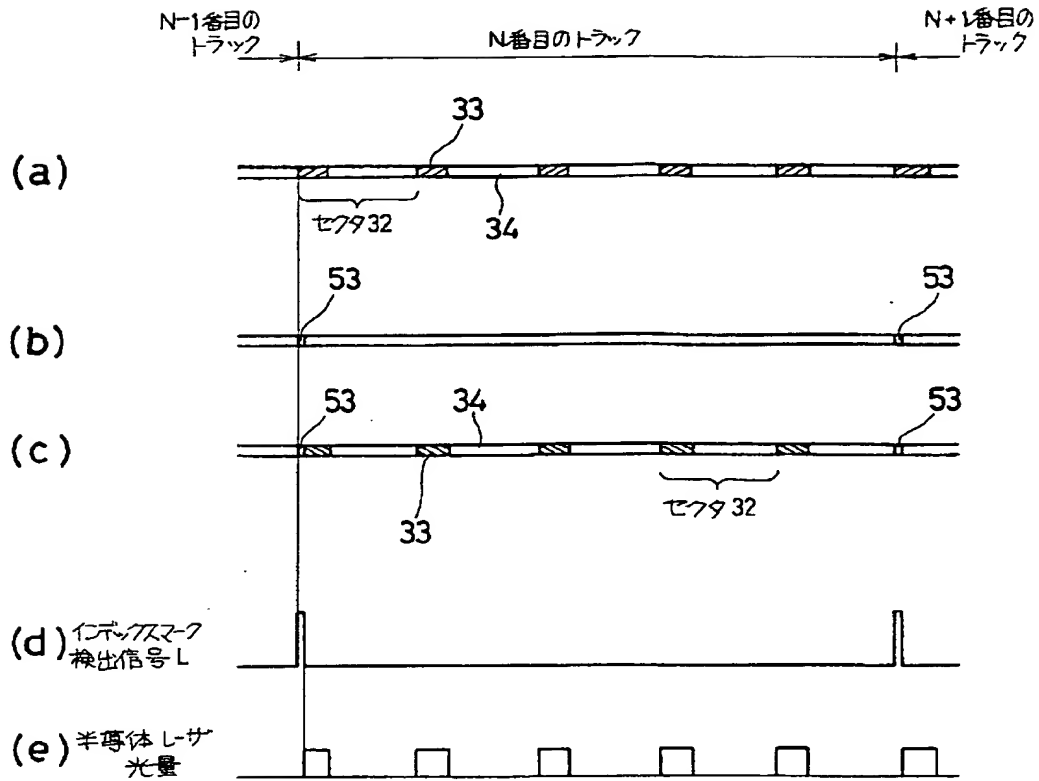 N-1番目の
トラック
N番目のトラック
N+1番目の
トラック
(a)
33
セクタ32
34
(b)
53
53
(c)
53
34
53
33
セクタ32
(d)
インデックスマーク
検出信号L
(e)
半導体レーザ
光量